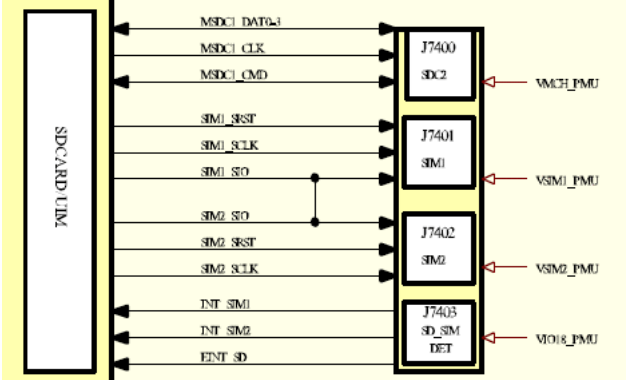 SDCARD/UIM
MSDC1_DAT0-3
MSDC1_CLK
MSDC1_CMD
SIM1_SRST
SIM1_SCLK
SIM1_SIO
SIM2_SIO
SIM2_SRST
SIM2_SCLK
INT_SIM1
INT_SIM2
EINT_SD
J7400
SDC2
J7401
SIM1
J7402
SIM2
J7403
SD_SIM
DET
VMCH_PMU
VSIM1_PMU
VSIM2_PMU
VIO18_PMU